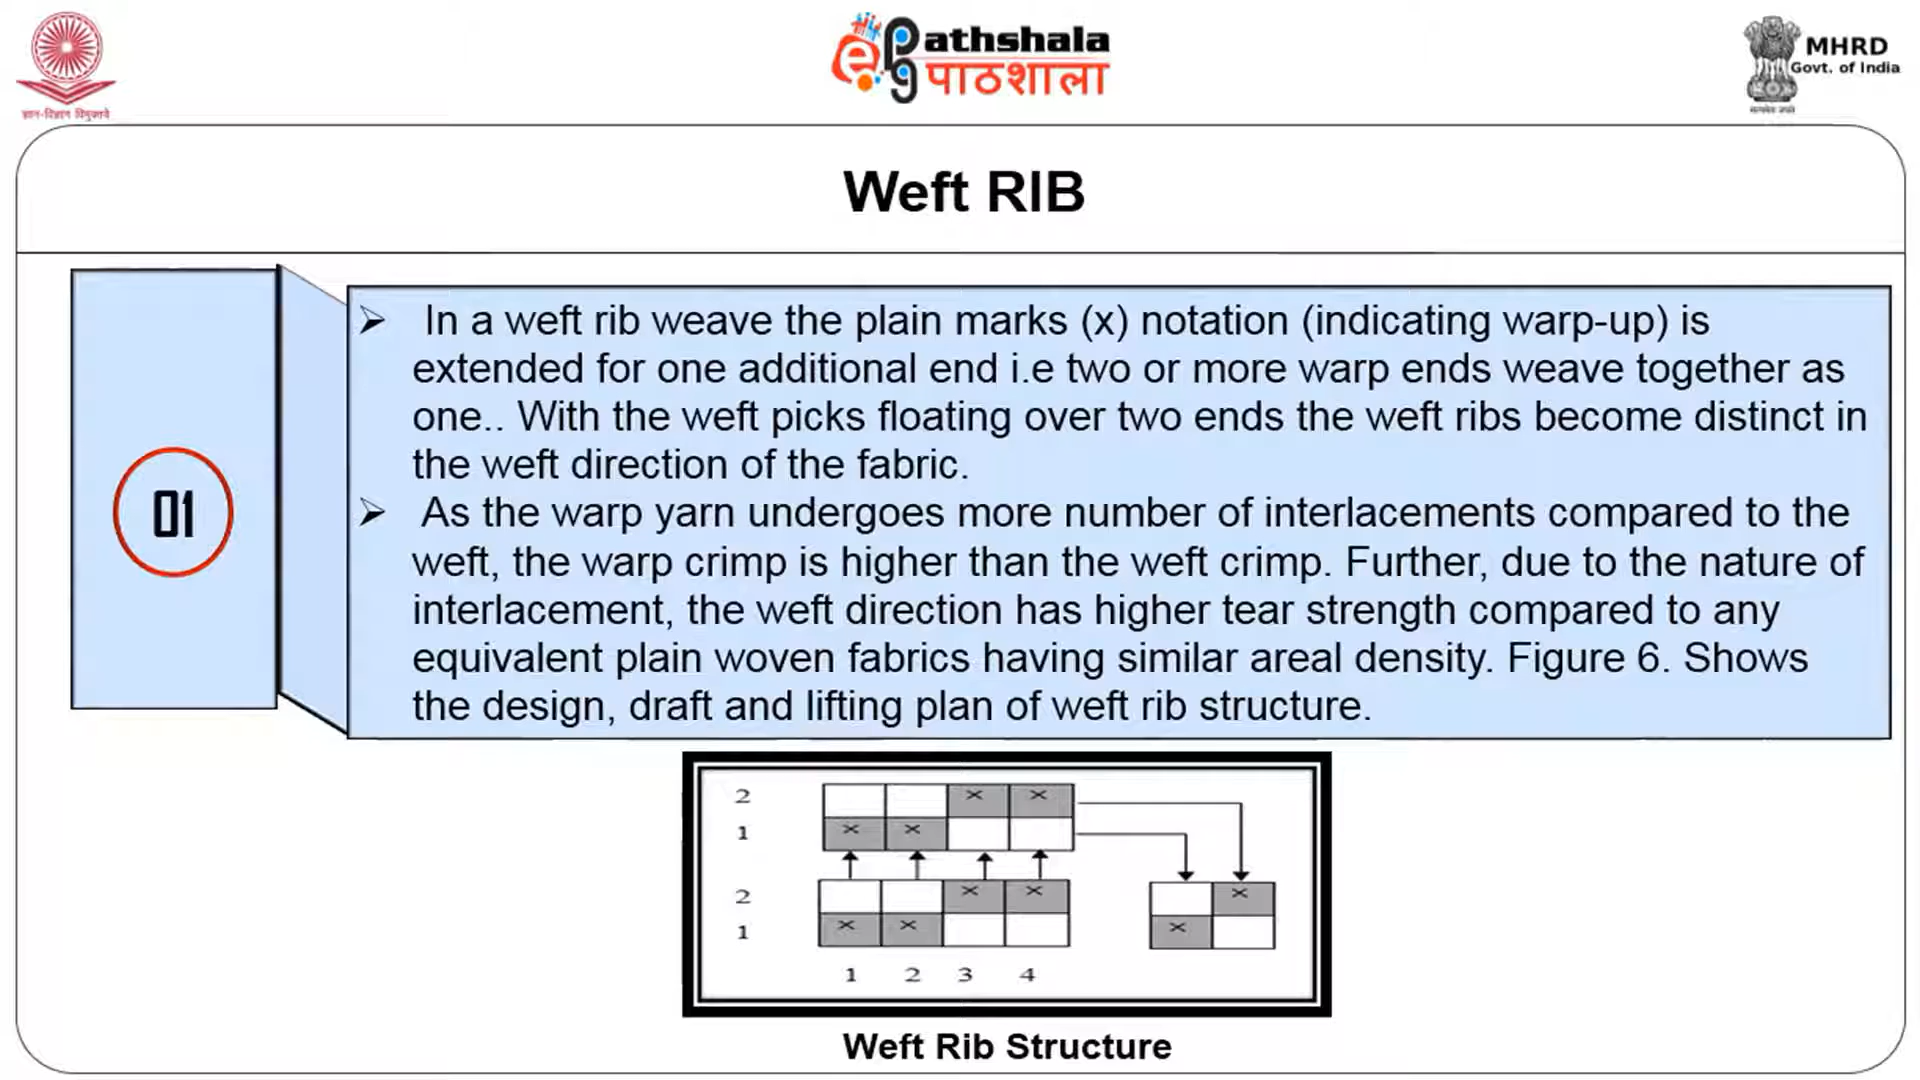 ज्ञान-विज्ञान विमुक्तये
e pg Pathshala
पाठशाला
MHRD
Govt. of India
सत्यमेव जयते
Weft RIB
01
➢ In a weft rib weave the plain marks (x) notation (indicating warp-up) is
extended for one additional end i.e two or more warp ends weave together as
one.. With the weft picks floating over two ends the weft ribs become distinct in
the weft direction of the fabric.
➢ As the warp yarn undergoes more number of interlacements compared to the
weft, the warp crimp is higher than the weft crimp. Further, due to the nature of
interlacement, the weft direction has higher tear strength compared to any
equivalent plain woven fabrics having similar areal density. Figure 6. Shows
the design, draft and lifting plan of weft rib structure.
2 × ×
1 × ×
2 × × ×
1 × × ×
1 2 3 4
Weft Rib Structure